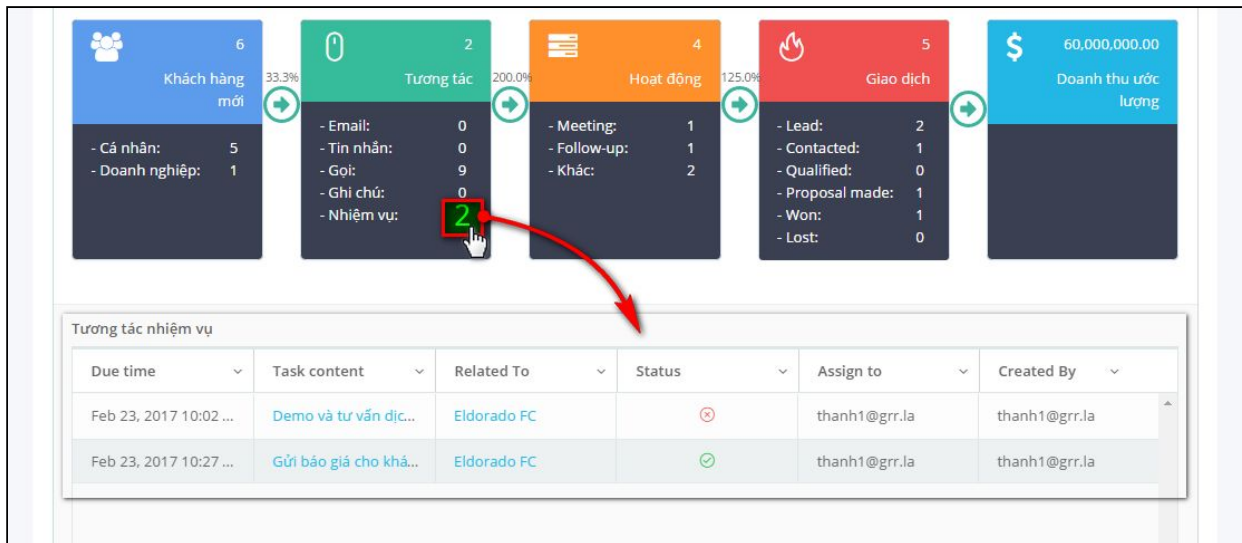 6
Khách hàng
mới
- Cá nhân: 5
- Doanh nghiệp: 1
33.3%
2
Tương tác
- Email: 0
- Tin nhắn: 0
- Gọi: 9
- Ghi chú: 0
- Nhiệm vụ: 2
200.0%
4
Hoạt động
- Meeting: 1
- Follow-up: 1
- Khác: 2
125.0%
5
Giao dịch
- Lead: 2
- Contacted: 1
- Qualified: 0
- Proposal made: 1
- Won: 1
- Lost: 0
$ 60,000,000.00
Doanh thu ước
lượng
Tương tác nhiệm vụ
Due time Task content Related To Status Assign to Created By
Feb 23, 2017 10:02 ... Demo và tư vấn dịc... Eldorado FC thanh1@grr.la thanh1@grr.la
Feb 23, 2017 10:27 ... Gửi báo giá cho khá... Eldorado FC thanh1@grr.la thanh1@grr.la